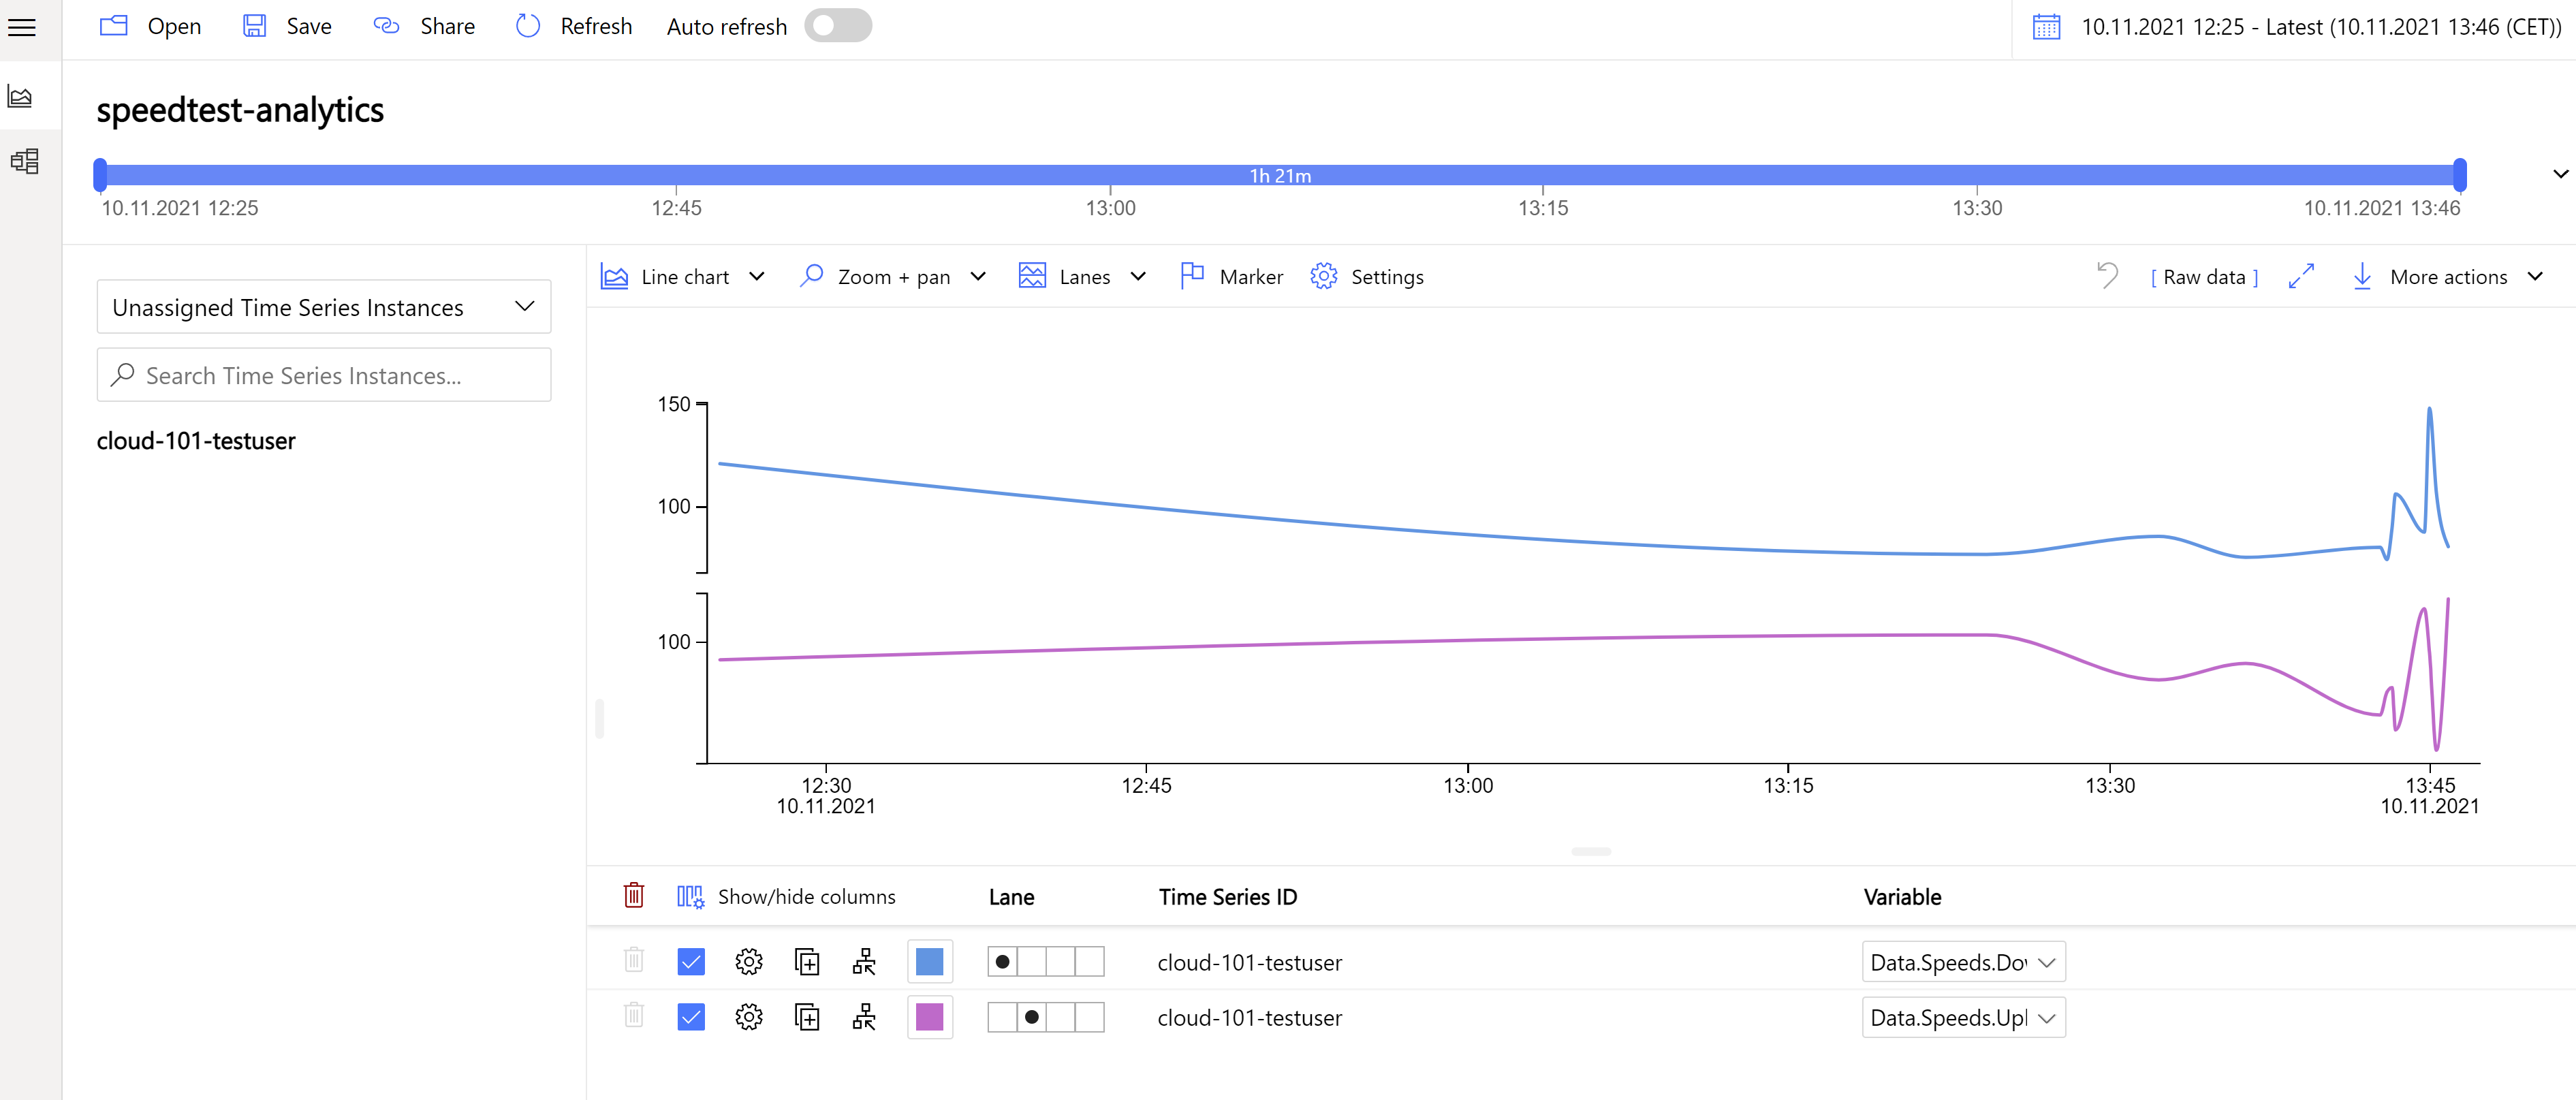 Open Save Share Refresh Auto refresh 10.11.2021 12:25 - Latest (10.11.2021 13:46 (CET))
speedtest-analytics
1h 21m
10.11.2021 12:25 12:45 13:00 13:15 13:30 10.11.2021 13:46
Line chart Zoom + pan Lanes Marker Settings [ Raw data ] More actions
Unassigned Time Series Instances
Search Time Series Instances...
cloud-101-testuser
150
100
100
12:30 12:45 13:00 13:15 13:30 13:45
10.11.2021 10.11.2021
Show/hide columns Lane Time Series ID Variable
cloud-101-testuser Data.Speeds.Do
cloud-101-testuser Data.Speeds.Upl